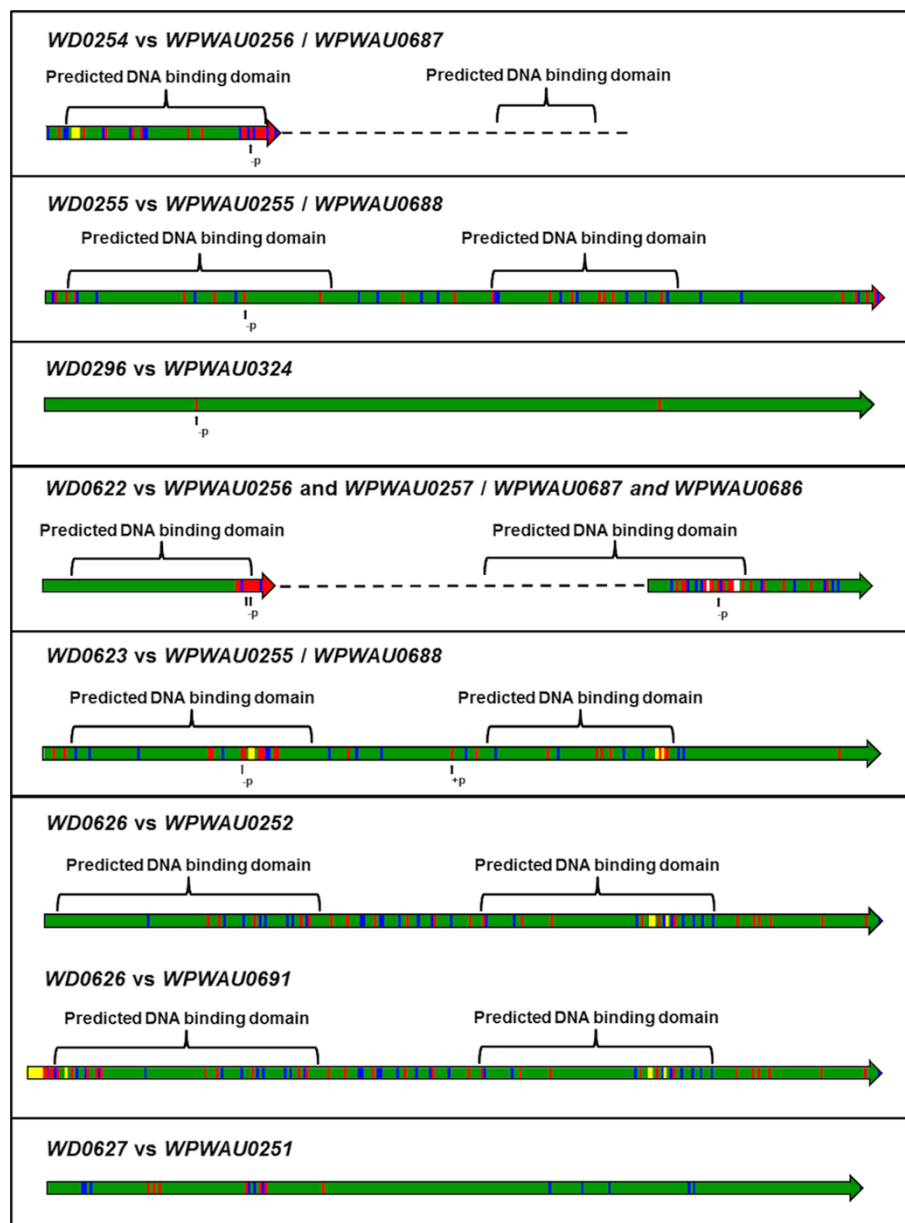 WD0254 vs WPWAU0256 / WPWAU0687
Predicted DNA binding domain Predicted DNA binding domain
-p
WD0255 vs WPWAU0255 / WPWAU0688
Predicted DNA binding domain Predicted DNA binding domain
-p
WD0296 vs WPWAU0324
-p
WD0622 vs WPWAU0256 and WPWAU0257 / WPWAU0687 and WPWAU0686
Predicted DNA binding domain Predicted DNA binding domain
-p -p
WD0623 vs WPWAU0255 / WPWAU0688
Predicted DNA binding domain Predicted DNA binding domain
-p +p
WD0626 vs WPWAU0252
Predicted DNA binding domain Predicted DNA binding domain
WD0626 vs WPWAU0691
Predicted DNA binding domain Predicted DNA binding domain
WD0627 vs WPWAU0251